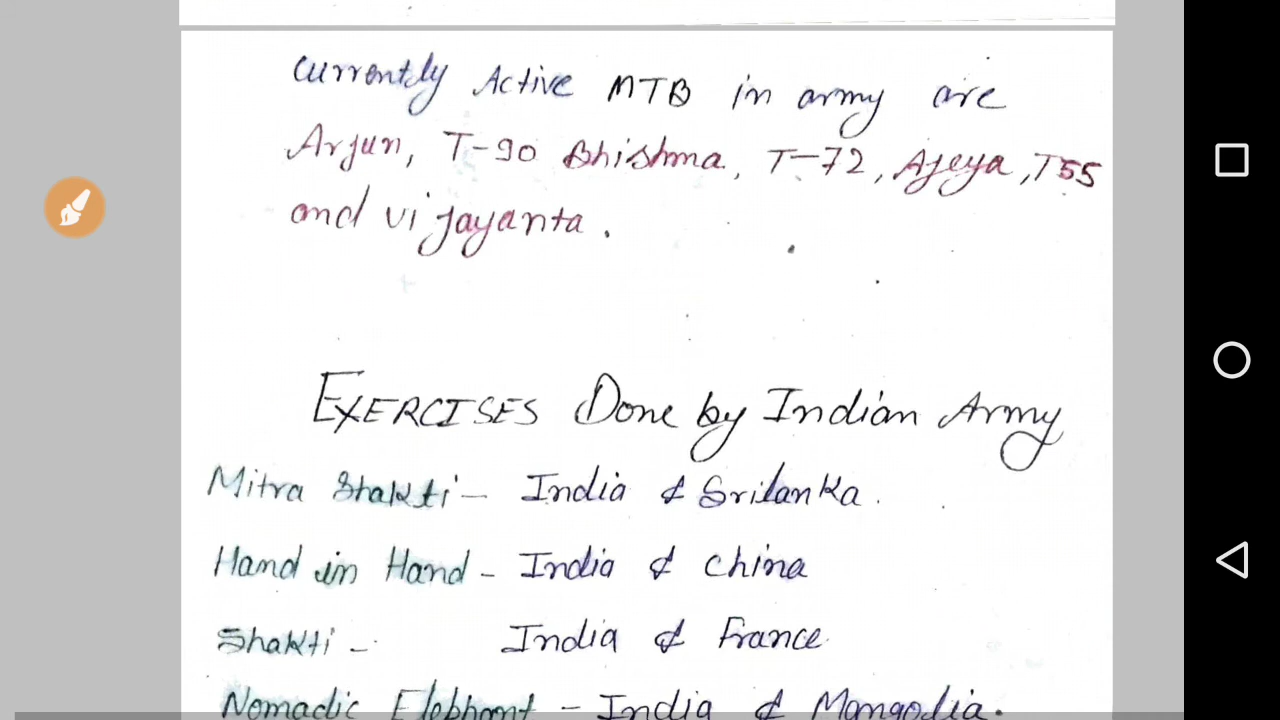 Currently Active MTB in army are
Arjun, T-90 Bhishma, T-72, Ajeya, T55
and vijayanta.
EXERCISES Done by Indian Army
Mitra Shakti - India & Srilanka.
Hand in Hand - India & China
Shakti - India & France
Nomadic Elephant - India & Mongolia.